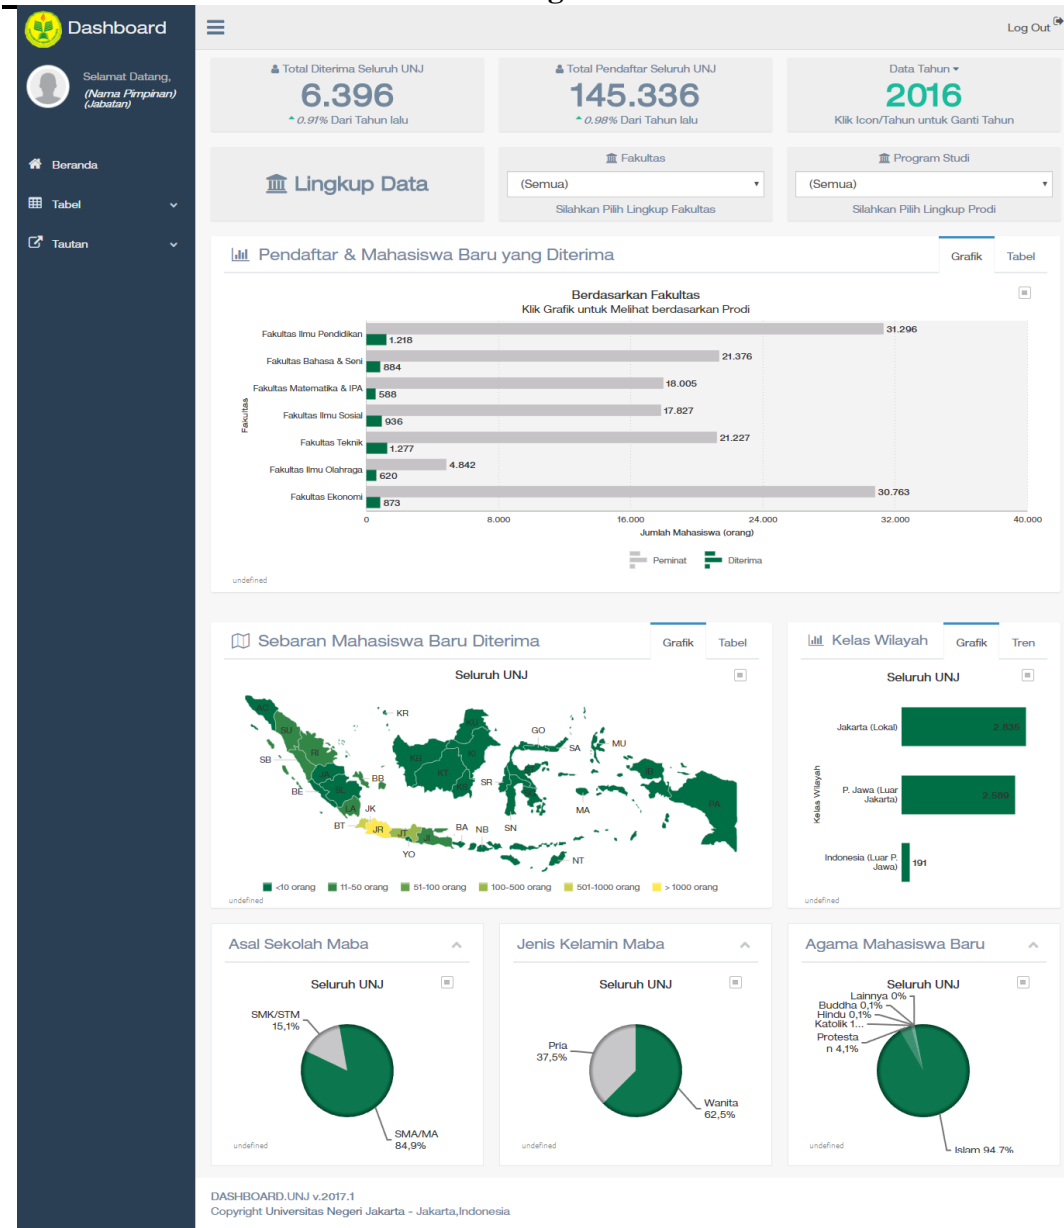 Dashboard
Log Out
Selamat Datang,
(Nama Pimpinan)
(Jabatan)
Beranda
Tabel
Tautan
Total Diterima Seluruh UNJ
6.396
0.91% Dari Tahun lalu
Total Pendaftar Seluruh UNJ
145.336
0.98% Dari Tahun lalu
Data Tahun
2016
Klik Icon/Tahun untuk Ganti Tahun
Lingkup Data
Fakultas
(Semua)
Silahkan Pilih Lingkup Fakultas
Program Studi
(Semua)
Silahkan Pilih Lingkup Prodi
Pendaftar & Mahasiswa Baru yang Diterima
Grafik
Tabel
Berdasarkan Fakultas
Klik Grafik untuk Melihat berdasarkan Prodi
Fakultas
Fakultas Ilmu Pendidikan
31.296
1.218
Fakultas Bahasa & Seni
21.376
884
Fakultas Matematika & IPA
18.005
588
Fakultas Ilmu Sosial
17.827
936
Fakultas Teknik
21.227
1.277
Fakultas Ilmu Olahraga
4.842
620
Fakultas Ekonomi
30.763
873
0 8.000 16.000 24.000 32.000 40.000
Jumlah Mahasiswa (orang)
Peminat Diterima
undefined
Sebaran Mahasiswa Baru Diterima
Grafik
Tabel
Seluruh UNJ
AC
SU
RI
SB
JA
BE
SL
LA
BB
KR
KB
KT
KI
KU
KS
SR
GO
SA
MU
IB
PA
MA
SN
JK
BT
JR
JT
YO
JI
BA
NB
NT
<10 orang 11-50 orang 51-100 orang 100-500 orang 501-1000 orang > 1000 orang
undefined
Kelas Wilayah
Grafik
Tren
Seluruh UNJ
Kelas Wilayah
Jakarta (Lokal)
P. Jawa (Luar
Jakarta)
2.589
Indonesia (Luar P.
Jawa)
191
undefined
Asal Sekolah Maba
Seluruh UNJ
SMK/STM
15,1%
SMA/MA
84,9%
undefined
Jenis Kelamin Maba
Seluruh UNJ
Pria
37,5%
Wanita
62,5%
undefined
Agama Mahasiswa Baru
Seluruh UNJ
Lainnya 0%
Buddha 0,1%
Hindu 0,1%
Katolik 1...
Protesta
n 4,1%
Islam 94,7%
undefined
DASHBOARD.UNJ v.2017.1
Copyright Universitas Negeri Jakarta - Jakarta,Indonesia